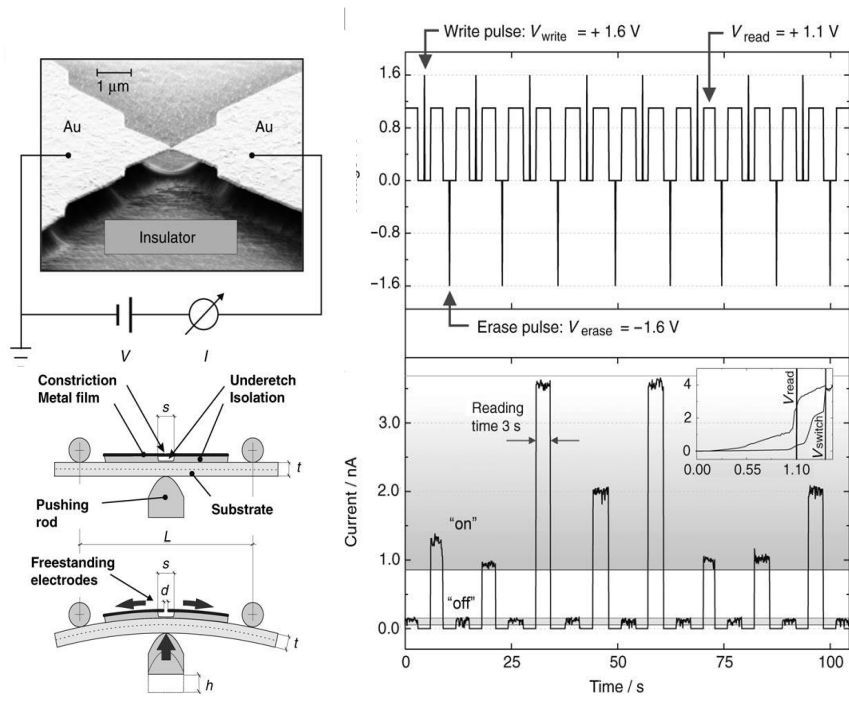 1 μm
Au
Au
Insulator
V
I
Constriction
Metal film
s
Underetch
Isolation
t
Pushing
rod
Substrate
L
Freestanding
electrodes
s
d
t
h
Write pulse: Vwrite = + 1.6 V
Vread = + 1.1 V
1.6
0.8
0.0
−0.8
−1.6
Erase pulse: Verase = −1.6 V
Current / nA
3.0
2.0
1.0
0.0
Reading
time 3 s
"on"
"off"
4
2
0
0.00
0.55
1.10
Vread
Vswitch
0
25
50
75
100
Time / s